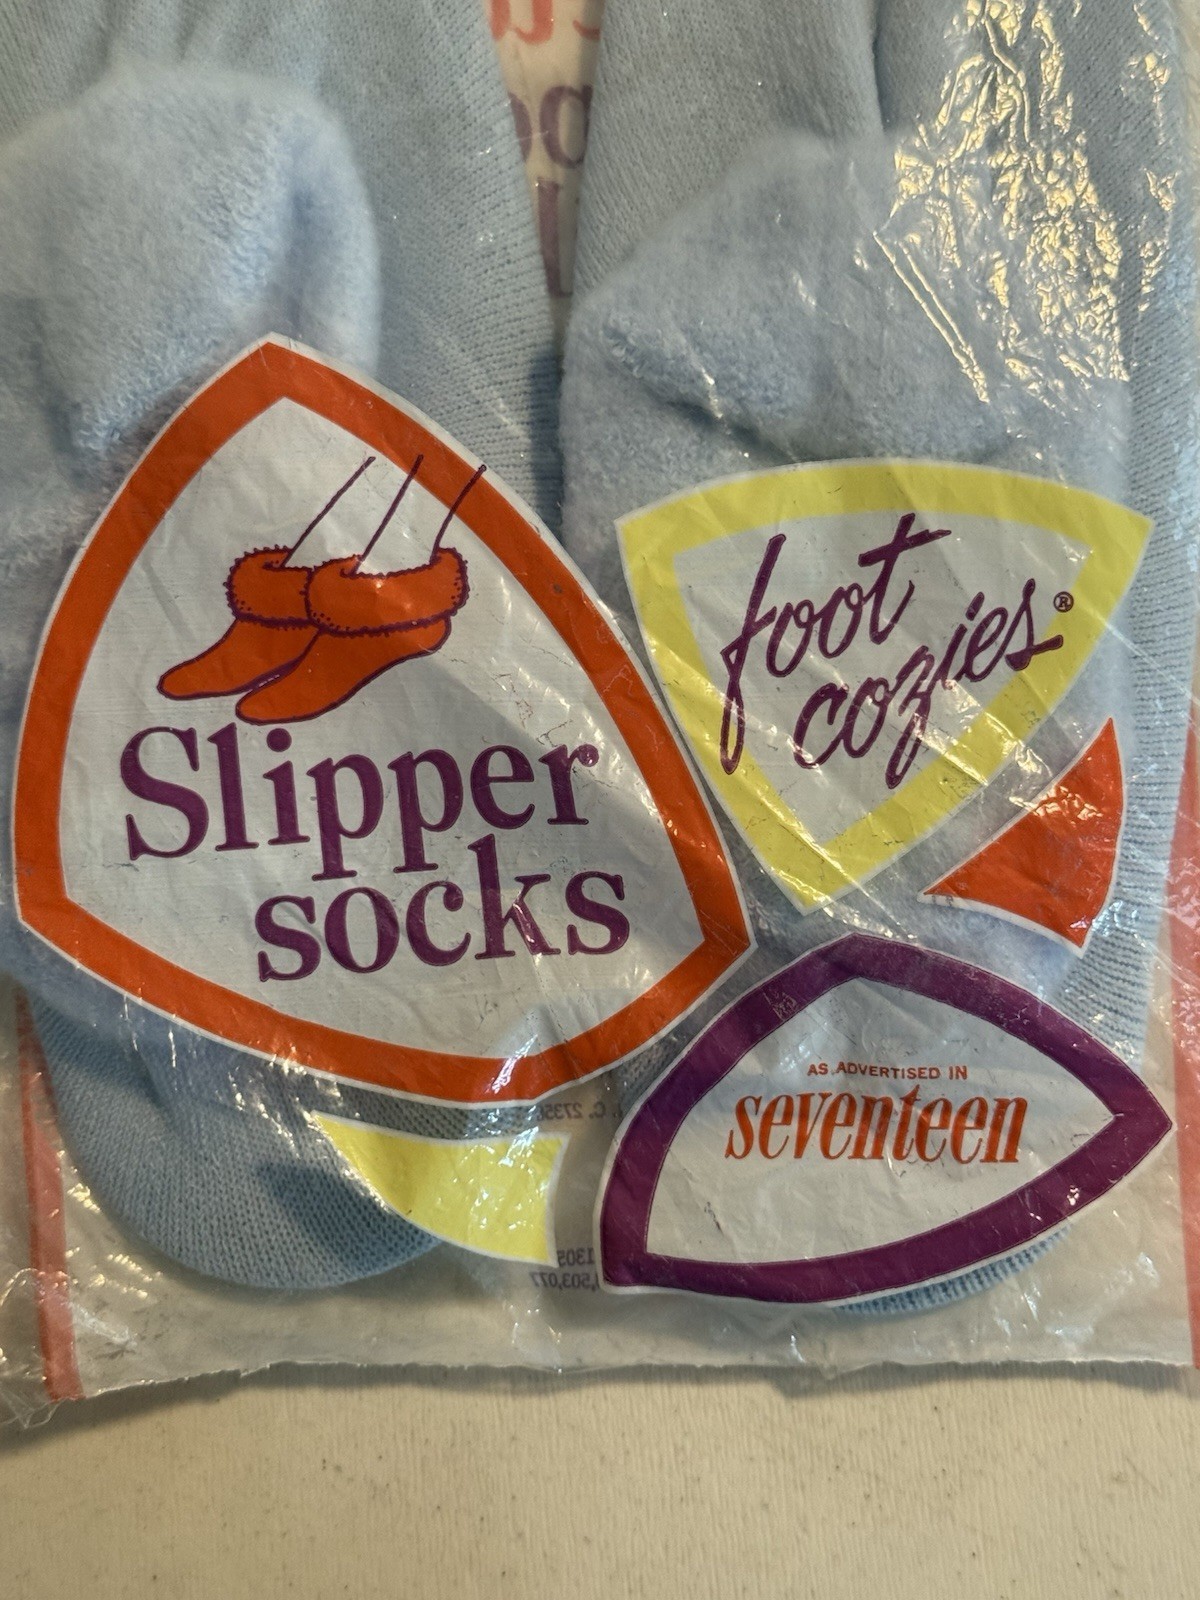 Slipper
socks
foot
cozies®
AS ADVERTISED IN
seventeen